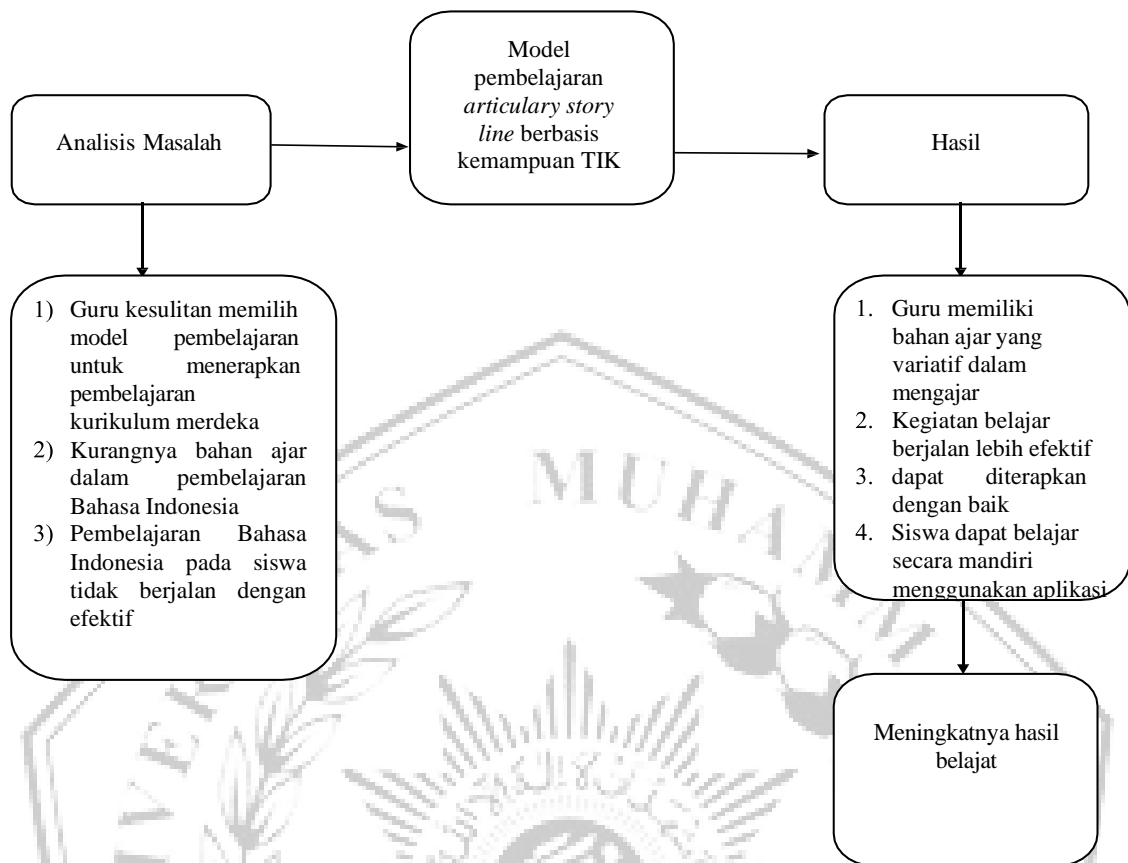 Model
pembelajaran
articulary story
line berbasis
kemampuan TIK
Analisis Masalah
Hasil
1) Guru kesulitan memilih
model pembelajaran
untuk menerapkan
pembelajaran
kurikulum merdeka
2) Kurangnya bahan ajar
dalam pembelajaran
Bahasa Indonesia
3) Pembelajaran Bahasa
Indonesia pada siswa
tidak berjalan dengan
efektif
1. Guru memiliki
bahan ajar yang
variatif dalam
mengajar
2. Kegiatan belajar
berjalan lebih efektif
3. dapat diterapkan
dengan baik
4. Siswa dapat belajar
secara mandiri
menggunakan aplikasi
Meningkatnya hasil
belajat